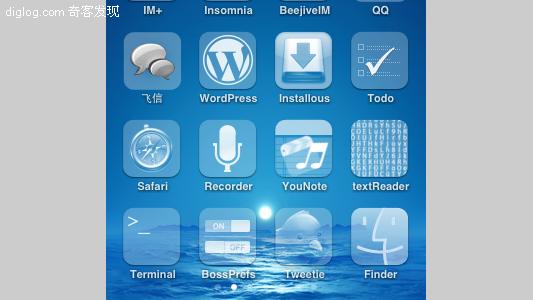 diglog.com 奇客发现
IM+ Insomnia BeejiveIM QQ
飞信 WordPress Installous Todo
Safari Recorder YouNote textReader
>_
ON
OFF
Terminal BossPrefs Tweetie Finder